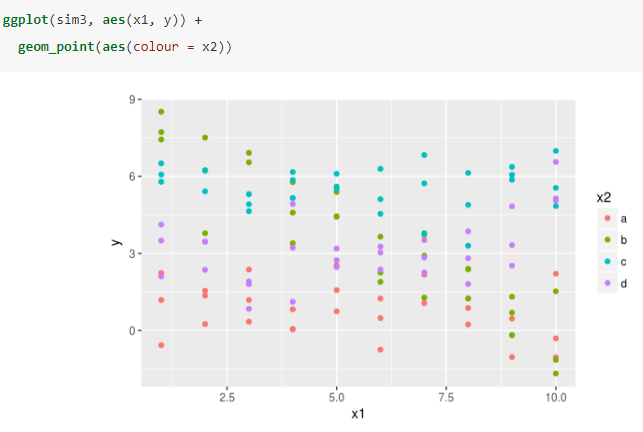 ggplot(sim3, aes(x1, y)) +
geom_point(aes(colour = x2))
9
6
3
0
y
2.5 5.0 7.5 10.0
x1
x2
a
b
c
d